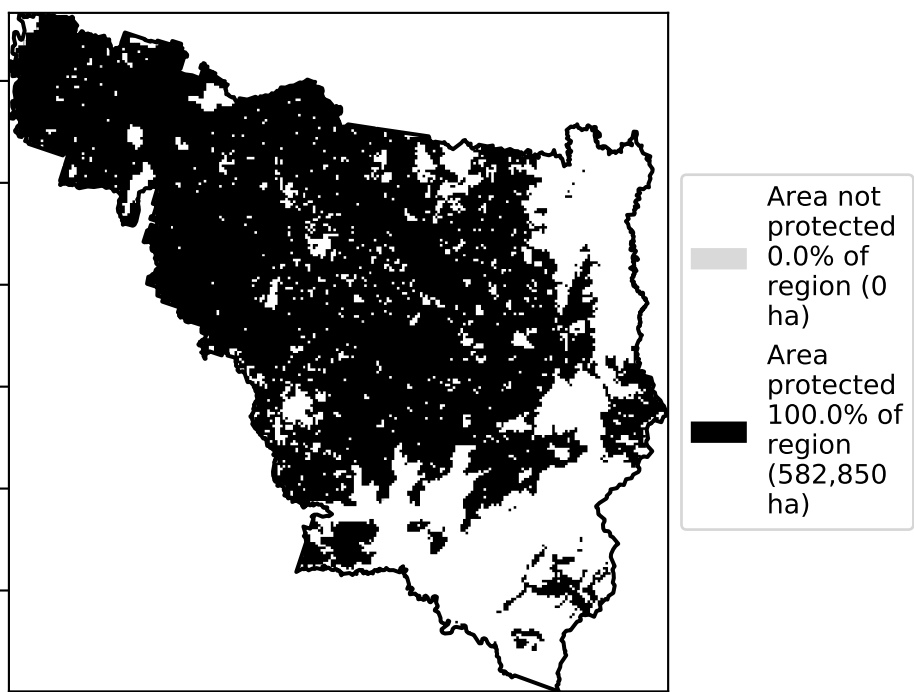 Area not
protected
0.0% of
region (0
ha)
Area
protected
100.0% of
region
(582,850
ha)